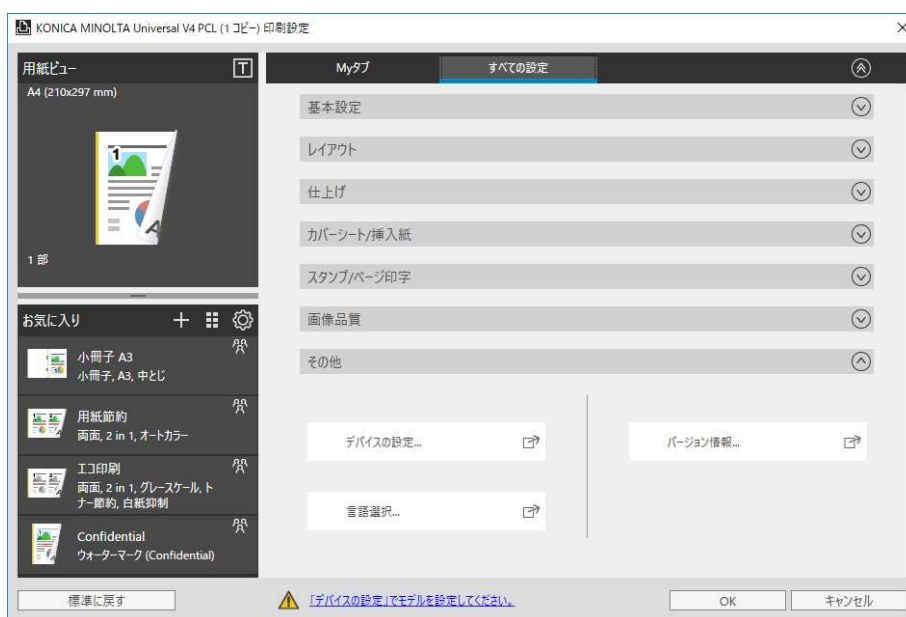 KONICA MINOLTA Universal V4 PCL (1 コピー) 印刷設定
用紙ビュー
T
A4 (210x297 mm)
1
A
1 部
お気に入り
小冊子 A3
小冊子, A3, 中とじ
用紙節約
両面, 2 in 1, オートカラー
エコ印刷
両面, 2 in 1, グレースケール, ト
ナー節約, 白紙抑制
Confidential
ウォーターマーク (Confidential)
標準に戻す
Myタブ
すべての設定
基本設定
レイアウト
仕上げ
カバーシート/挿入紙
スタンプ/ページ印字
画像品質
その他
デバイスの設定...
バージョン情報...
言語選択...
「デバイスの設定」でモデルを設定してください。
OK
キャンセル